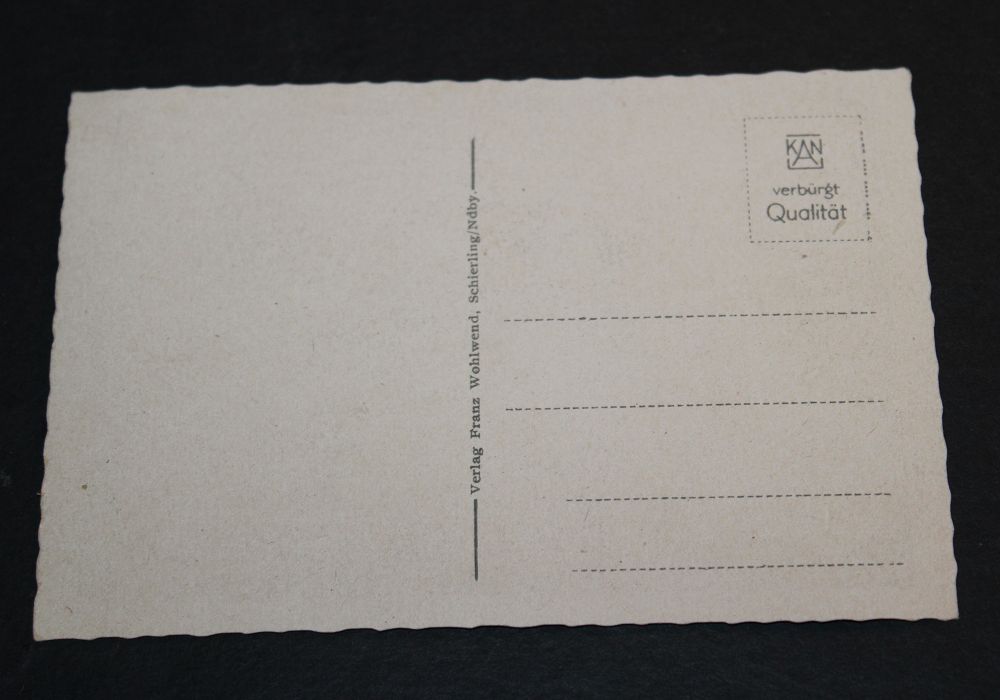 Verlag Franz Wohlwend, Schierling/Ndby.
KAN
verbürgt
Qualität